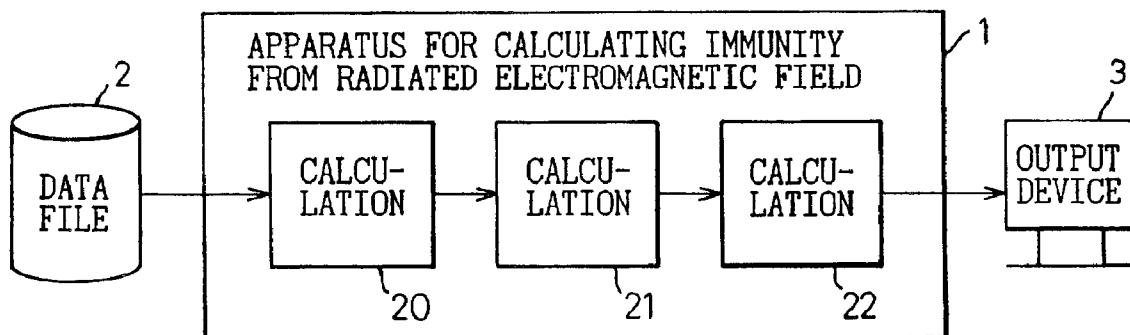 APPARATUS FOR CALCULATING IMMUNITY
FROM RADIATED ELECTROMAGNETIC FIELD
1
2
3
DATA
FILE
CALCU-
LATION
CALCU-
LATION
CALCU-
LATION
OUTPUT
DEVICE
20
21
22